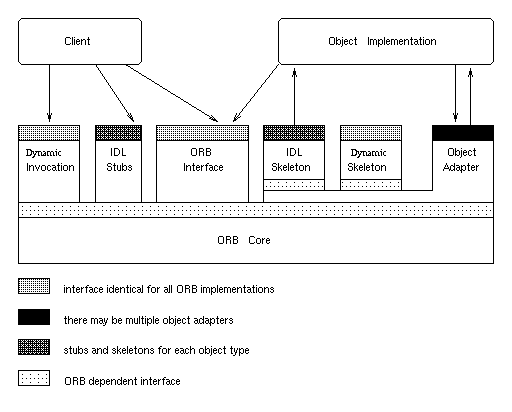 Client
Object Implementation
Dynamic
Invocation
IDL
Stubs
ORB
Interface
IDL
Skeleton
Dynamic
Skeleton
Object
Adapter
ORB Core
interface identical for all ORB implementations
there may be multiple object adapters
stubs and skeletons for each object type
ORB dependent interface